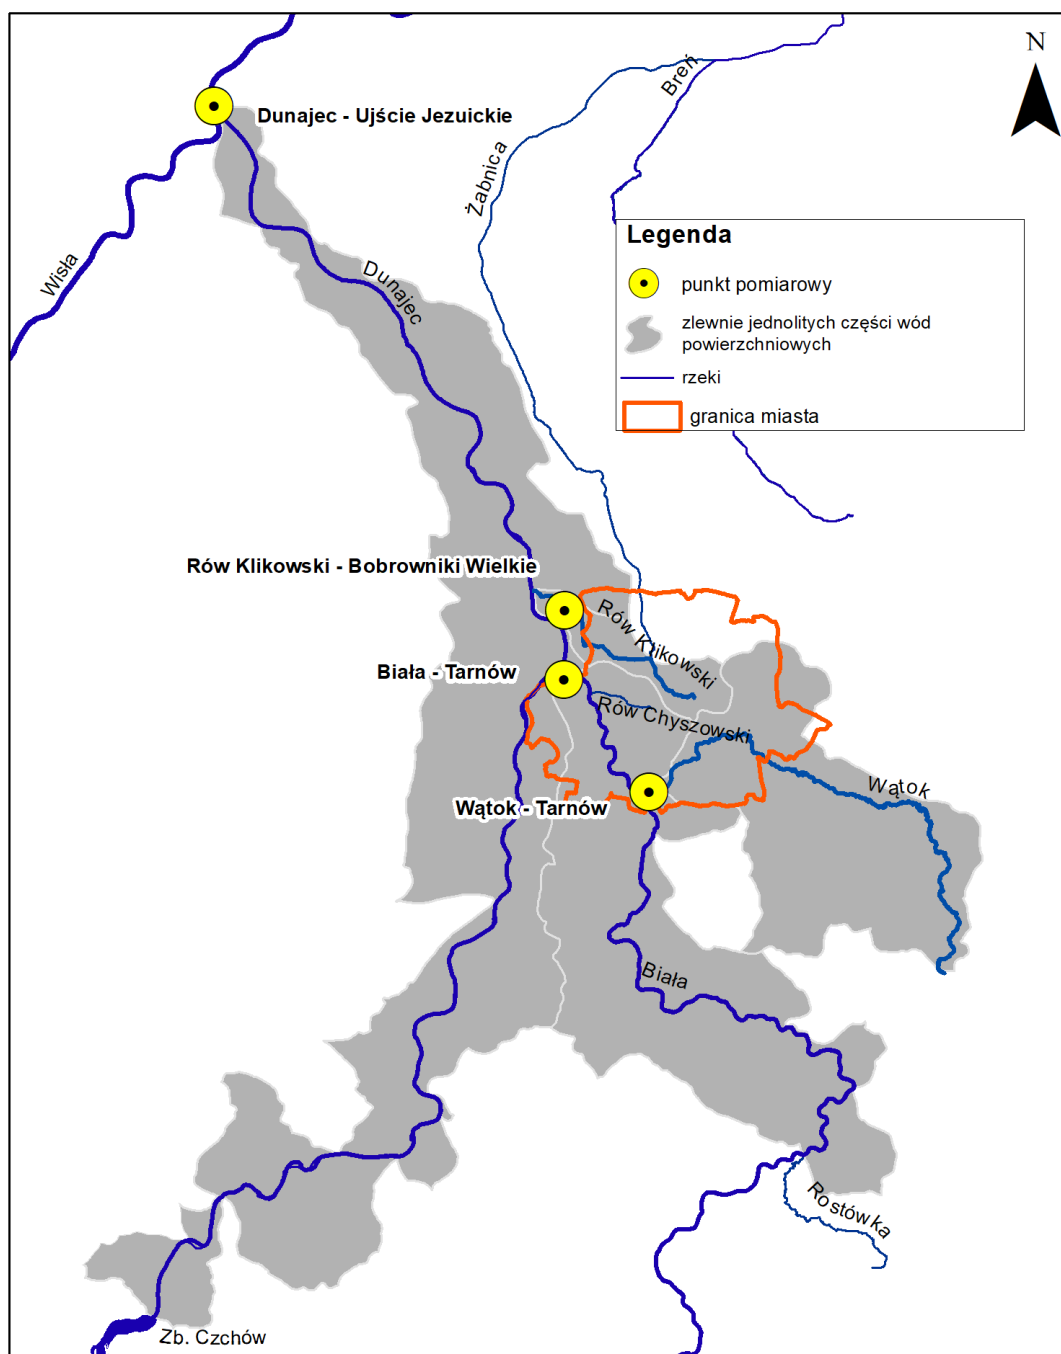 N
Dunajec - Ujście Jezuickie
Breń
Żabnica
Wisła
Dunajec
Legenda
punkt pomiarowy
zlewnie jednolitych części wód
powierzchniowych
rzeki
granica miasta
Rów Klikowski - Bobrowniki Wielkie
Rów Klikowski
Biała - Tarnów
Rów Chyszowski
Wątok
Wątok - Tarnów
Biała
Rostówka
Zb. Czchów